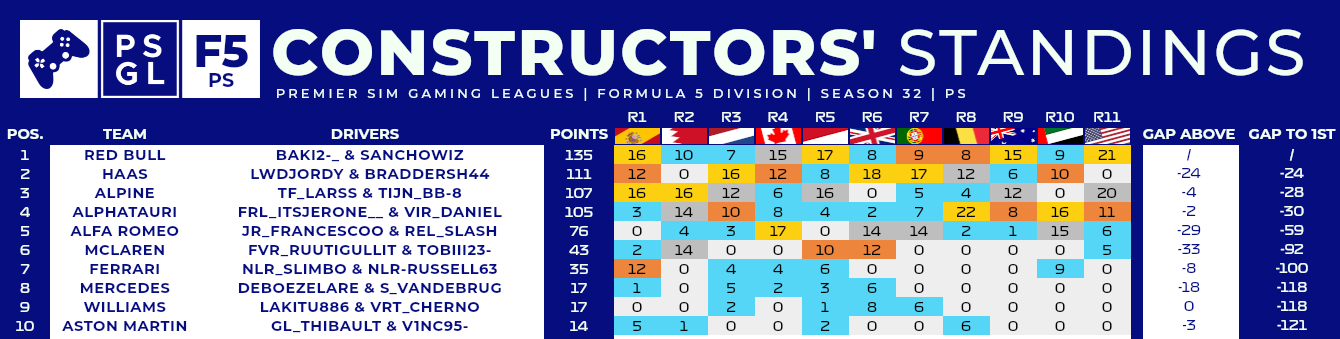 PS
GL
F5
PS
CONSTRUCTORS' STANDINGS
PREMIER SIM GAMING LEAGUES | FORMULA 5 DIVISION | SEASON 32 | PS
R1 R2 R3 R4 R5 R6 R7 R8 R9 R10 R11
POS. TEAM DRIVERS POINTS GAP ABOVE GAP TO 1ST
1 RED BULL BAKI2-_ & SANCHOWIZ 135 16 10 7 15 17 8 9 8 15 9 21 / /
2 HAAS LWDJORDY & BRADDERSH44 111 12 0 16 12 8 18 17 12 6 10 0 -24 -24
3 ALPINE TF_LARSS & TIJN_BB-8 107 16 16 12 6 16 0 5 4 12 0 20 -4 -28
4 ALPHATAURI FRL_ITSJERONE__ & VIR_DANIEL 105 3 14 10 8 4 2 7 22 8 16 11 -2 -30
5 ALFA ROMEO JR_FRANCESCOO & REL_SLASH 76 0 4 3 17 0 14 14 2 1 15 6 -29 -59
6 MCLAREN FVR_RUUTIGULLIT & TOBIII23- 43 2 14 0 0 10 12 0 0 0 0 5 -33 -92
7 FERRARI NLR_SLIMBO & NLR-RUSSELL63 35 12 0 4 4 6 0 0 0 0 9 0 -8 -100
8 MERCEDES DEBOEZELARE & S_VANDEBRUG 17 1 0 5 2 3 6 0 0 0 0 0 -18 -118
9 WILLIAMS LAKITU886 & VRT_CHERNO 17 0 0 2 0 1 8 6 0 0 0 0 0 -118
10 ASTON MARTIN GL_THIBAULT & V1NC95- 14 5 1 0 0 2 0 0 6 0 0 0 -3 -121